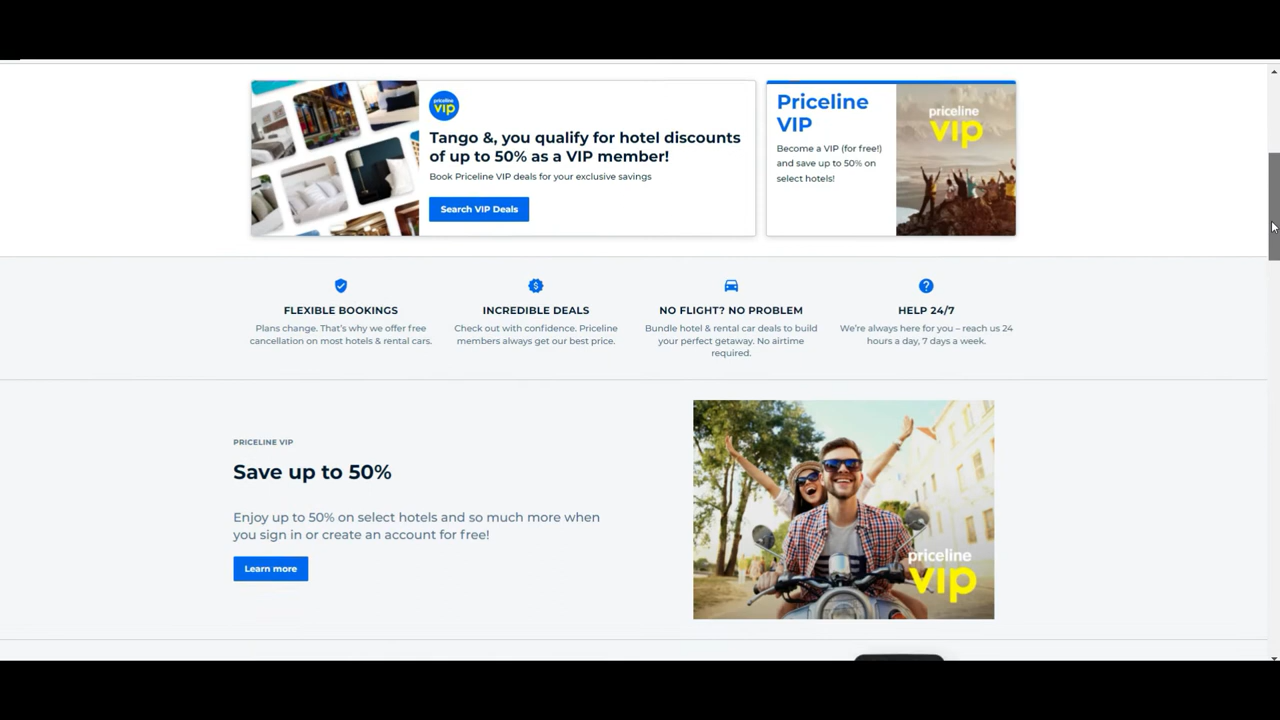 priceline
vip
Tango &, you qualify for hotel discounts
of up to 50% as a VIP member!
Book Priceline VIP deals for your exclusive savings
Search VIP Deals
Priceline
VIP
Become a VIP (for free!)
and save up to 50% on
select hotels!
priceline
vip
FLEXIBLE BOOKINGS
Plans change. That's why we offer free
cancellation on most hotels & rental cars.
INCREDIBLE DEALS
Check out with confidence. Priceline
members always get our best price.
NO FLIGHT? NO PROBLEM
Bundle hotel & rental car deals to build
your perfect getaway. No airtime
required.
HELP 24/7
We're always here for you – reach us 24
hours a day, 7 days a week.
PRICELINE VIP
Save up to 50%
Enjoy up to 50% on select hotels and so much more when
you sign in or create an account for free!
Learn more
priceline
vip